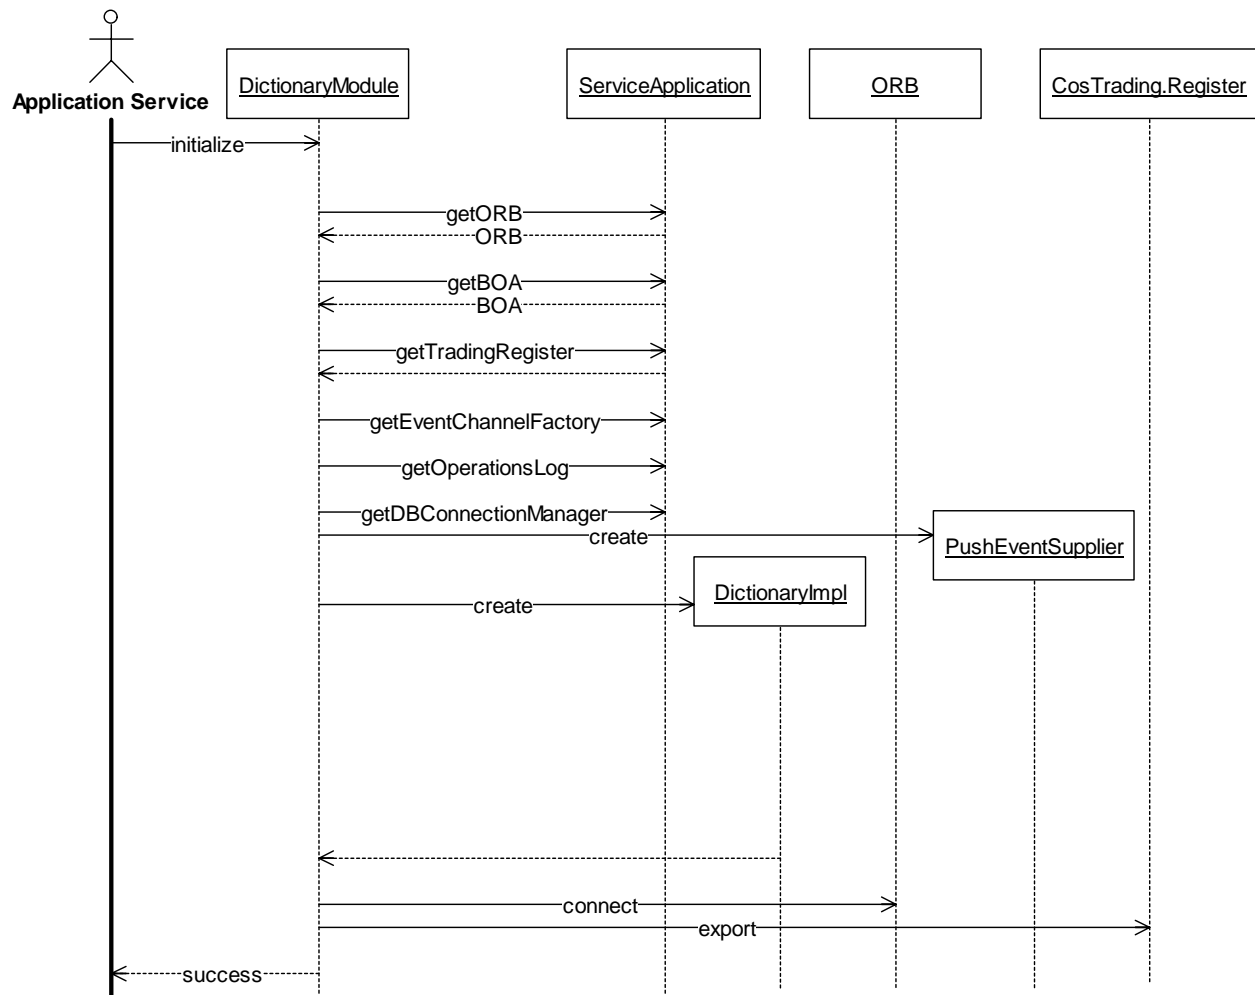 Application Service
DictionaryModule
ServiceApplication
ORB
CosTrading.Register
initialize
getORB
ORB
getBOA
BOA
getTradingRegister
getEventChannelFactory
getOperationsLog
getDBConnectionManager
create
PushEventSupplier
DictionaryImpl
create
connect
export
success